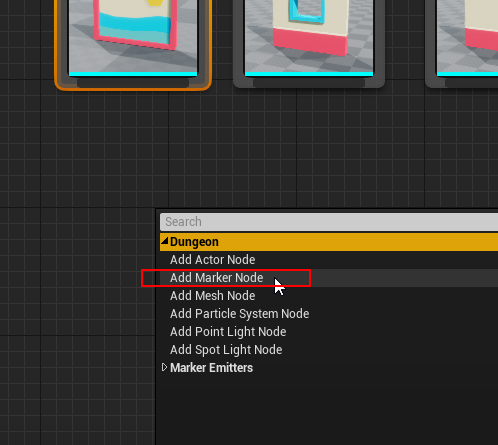 Search
Dungeon
Add Actor Node
Add Marker Node
Add Mesh Node
Add Particle System Node
Add Point Light Node
Add Spot Light Node
Marker Emitters